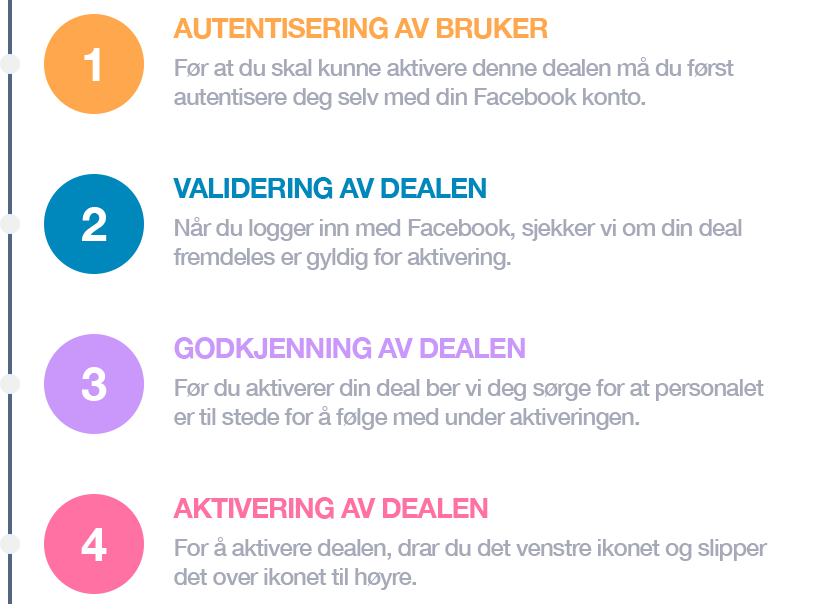 1
AUTENTISERING AV BRUKER
Før at du skal kunne aktivere denne dealen må du først
autentisere deg selv med din Facebook konto.
2
VALIDERING AV DEALEN
Når du logger inn med Facebook, sjekker vi om din deal
fremdeles er gyldig for aktivering.
3
GODKJENNING AV DEALEN
Før du aktiverer din deal ber vi deg sørge for at personalet
er til stede for å følge med under aktiveringen.
4
AKTIVERING AV DEALEN
For å aktivere dealen, drar du det venstre ikonet og slipper
det over ikonet til høyre.